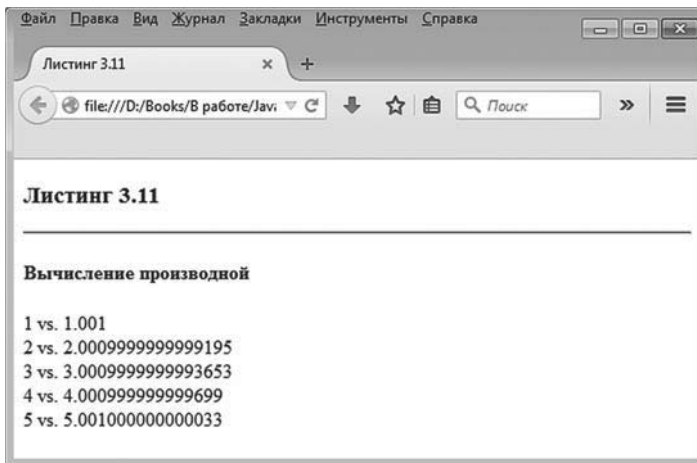 Файл Правка Вид Журнал Закладки Инструменты Справка
Листинг 3.11
file:///D:/Books/В работе/Java
Поиск
Листинг 3.11
Вычисление производной
1 vs. 1.001
2 vs. 2.0009999999999195
3 vs. 3.0009999999993653
4 vs. 4.000999999999699
5 vs. 5.001000000000033